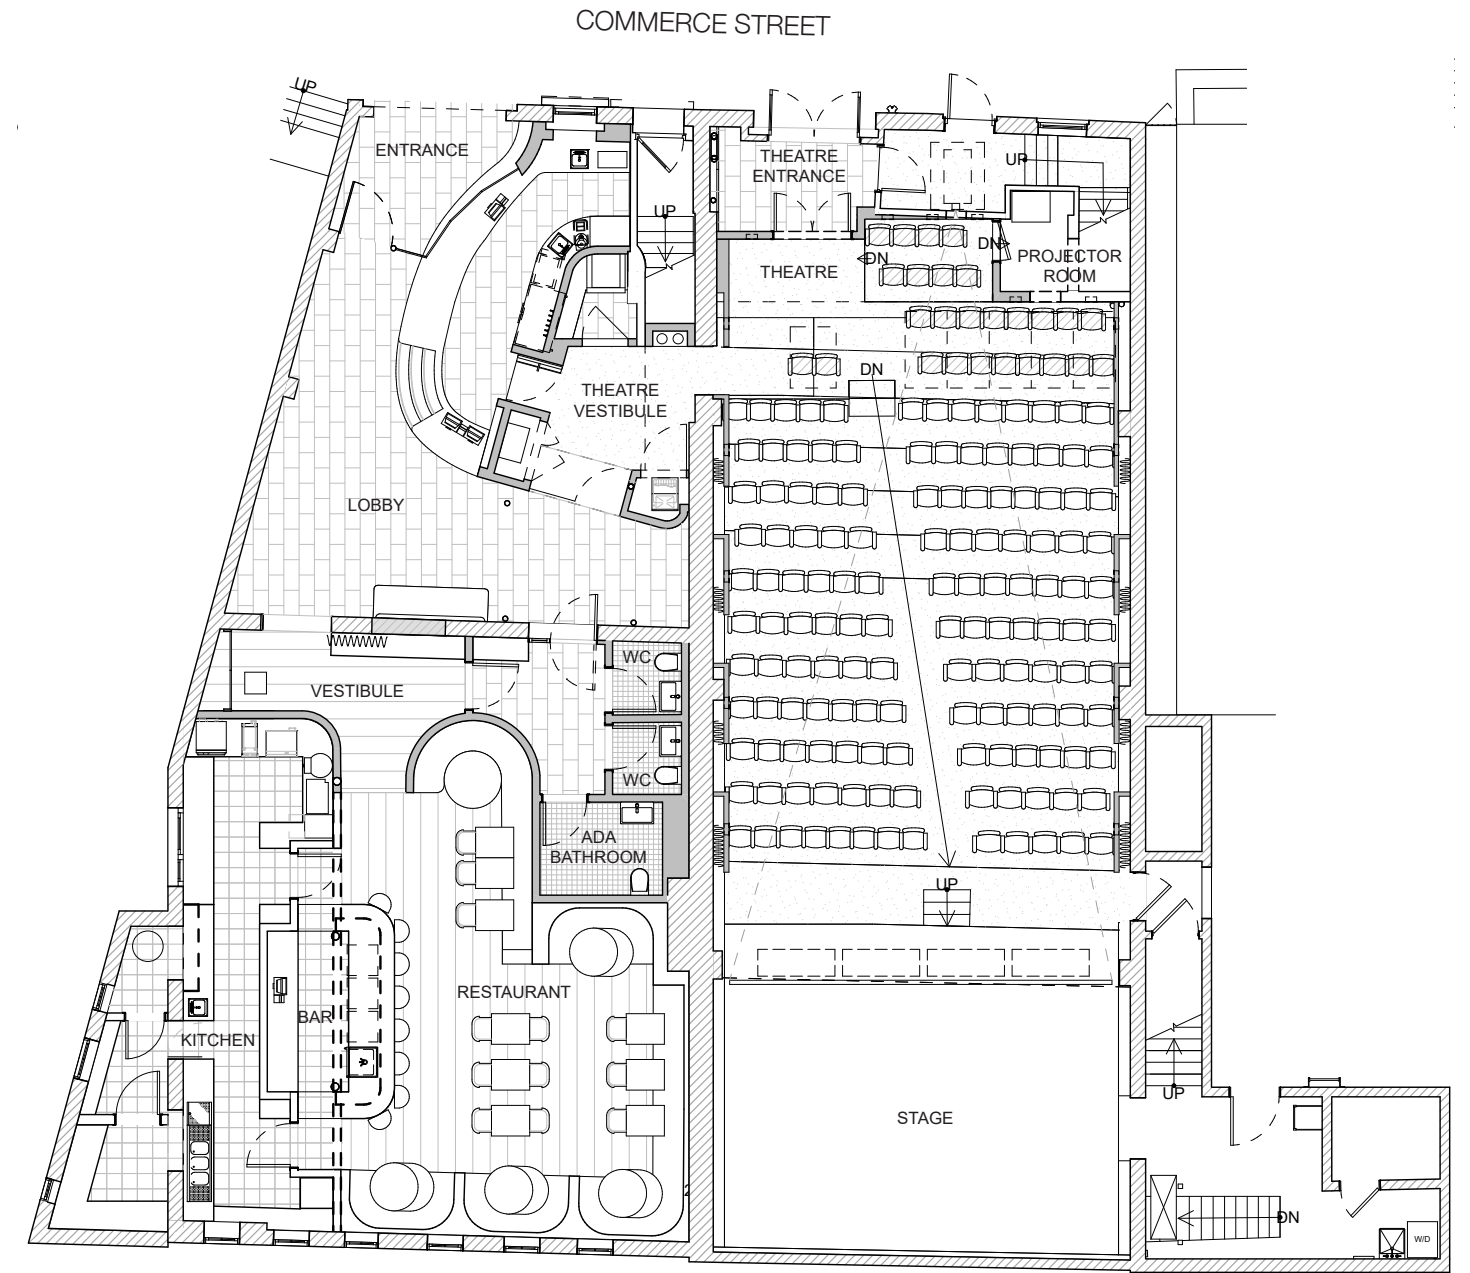 COMMERCE STREET
UP
ENTRANCE
THEATRE
ENTRANCE
UP
UP
DN
DN
THEATRE
PROJECTOR
ROOM
DN
THEATRE
VESTIBULE
LOBBY
WC
VESTIBULE
WC
ADA
BATHROOM
UP
RESTAURANT
BAR
KITCHEN
UP
STAGE
DN
W/D